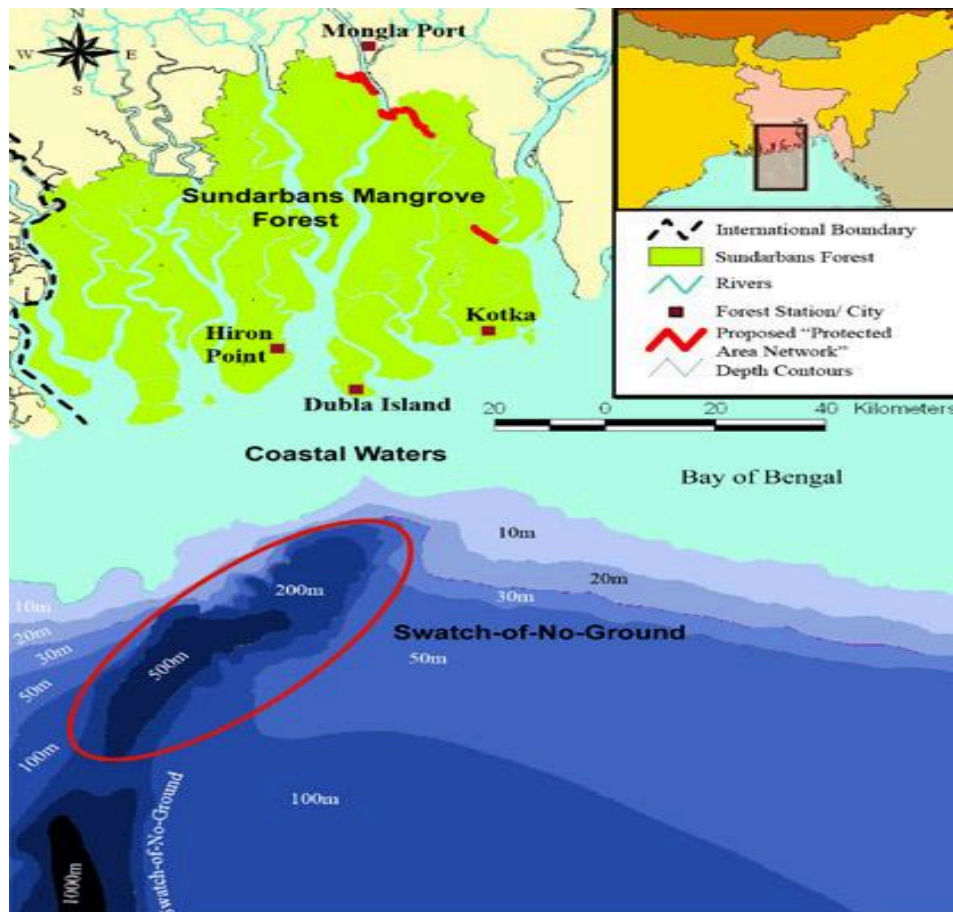 N
W
E
S
Mongla Port
Sundarbans Mangrove
Forest
Hiron
Point
Kotka
Dubla Island
International Boundary
Sundarbans Forest
Rivers
Forest Station/ City
Proposed “Protected
Area Network”
Depth Contours
20
0
20
40
Kilometers
Coastal Waters
Bay of Bengal
10m
20m
30m
200m
Swatch-of-No-Ground
50m
500m
10m
20m
30m
50m
100m
100m
Swatch-of-No-Ground
1000m